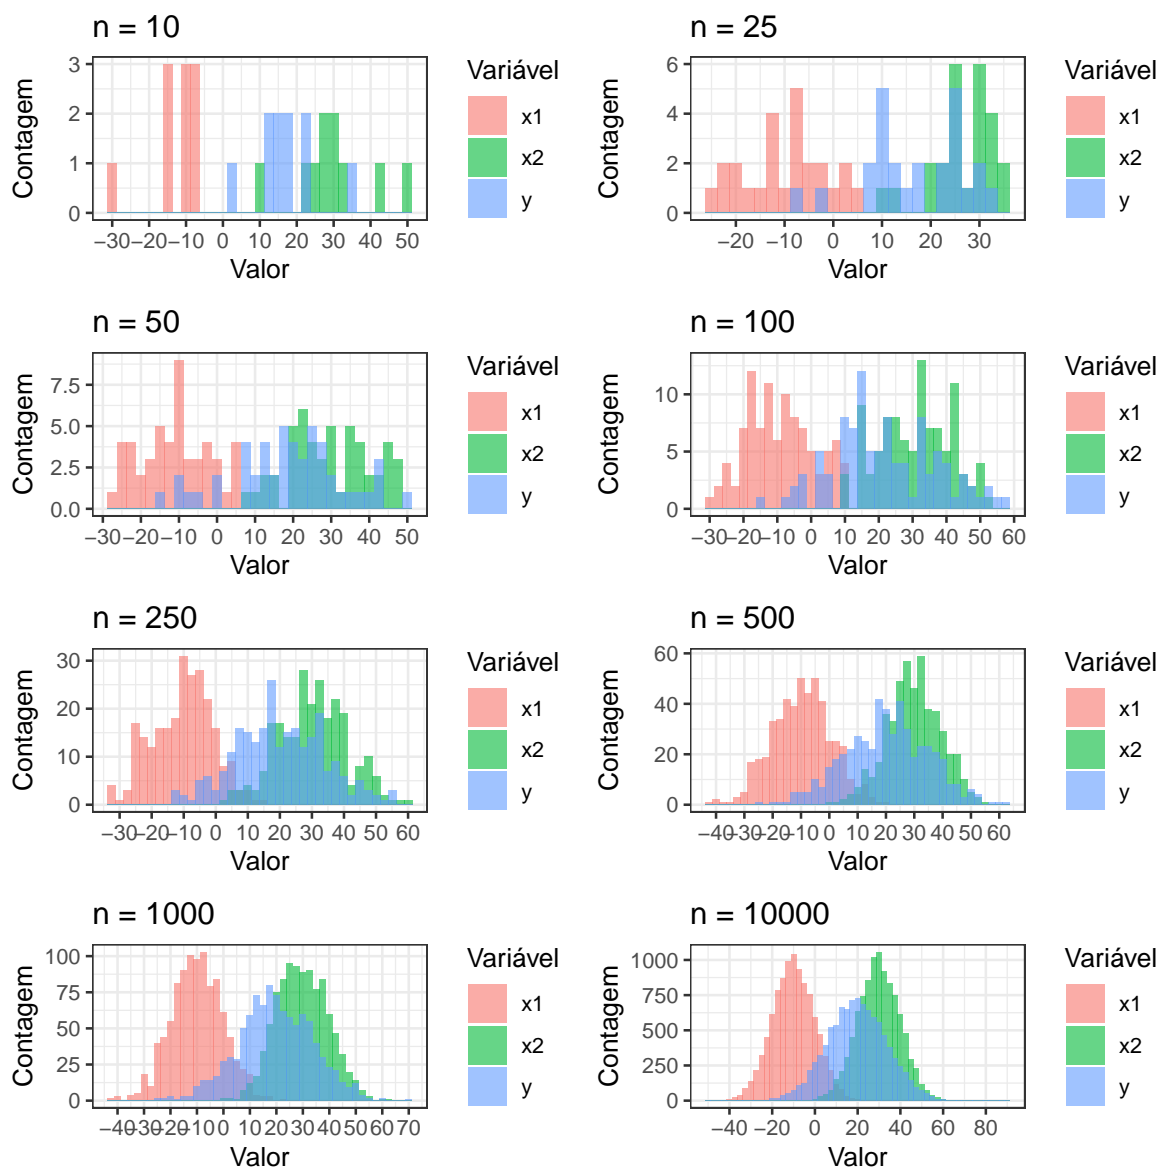 n = 10
Contagem
3
2
1
0
−30 −20 −10 0 10 20 30 40 50
Valor
Variável
x1
x2
y
n = 25
Contagem
6
4
2
0
−20 −10 0 10 20 30
Valor
Variável
x1
x2
y
n = 50
Contagem
7.5
5.0
2.5
0.0
−30 −20 −10 0 10 20 30 40 50
Valor
Variável
x1
x2
y
n = 100
Contagem
10
5
0
−30 −20 −10 0 10 20 30 40 50 60
Valor
Variável
x1
x2
y
n = 250
Contagem
30
20
10
0
−30 −20 −10 0 10 20 30 40 50 60
Valor
Variável
x1
x2
y
n = 500
Contagem
60
40
20
0
−40 −30 −20 −10 0 10 20 30 40 50 60
Valor
Variável
x1
x2
y
n = 1000
Contagem
100
75
50
25
0
−40 −30 −20 −10 0 10 20 30 40 50 60 70
Valor
Variável
x1
x2
y
n = 10000
Contagem
1000
750
500
250
0
−40 −20 0 20 40 60 80
Valor
Variável
x1
x2
y